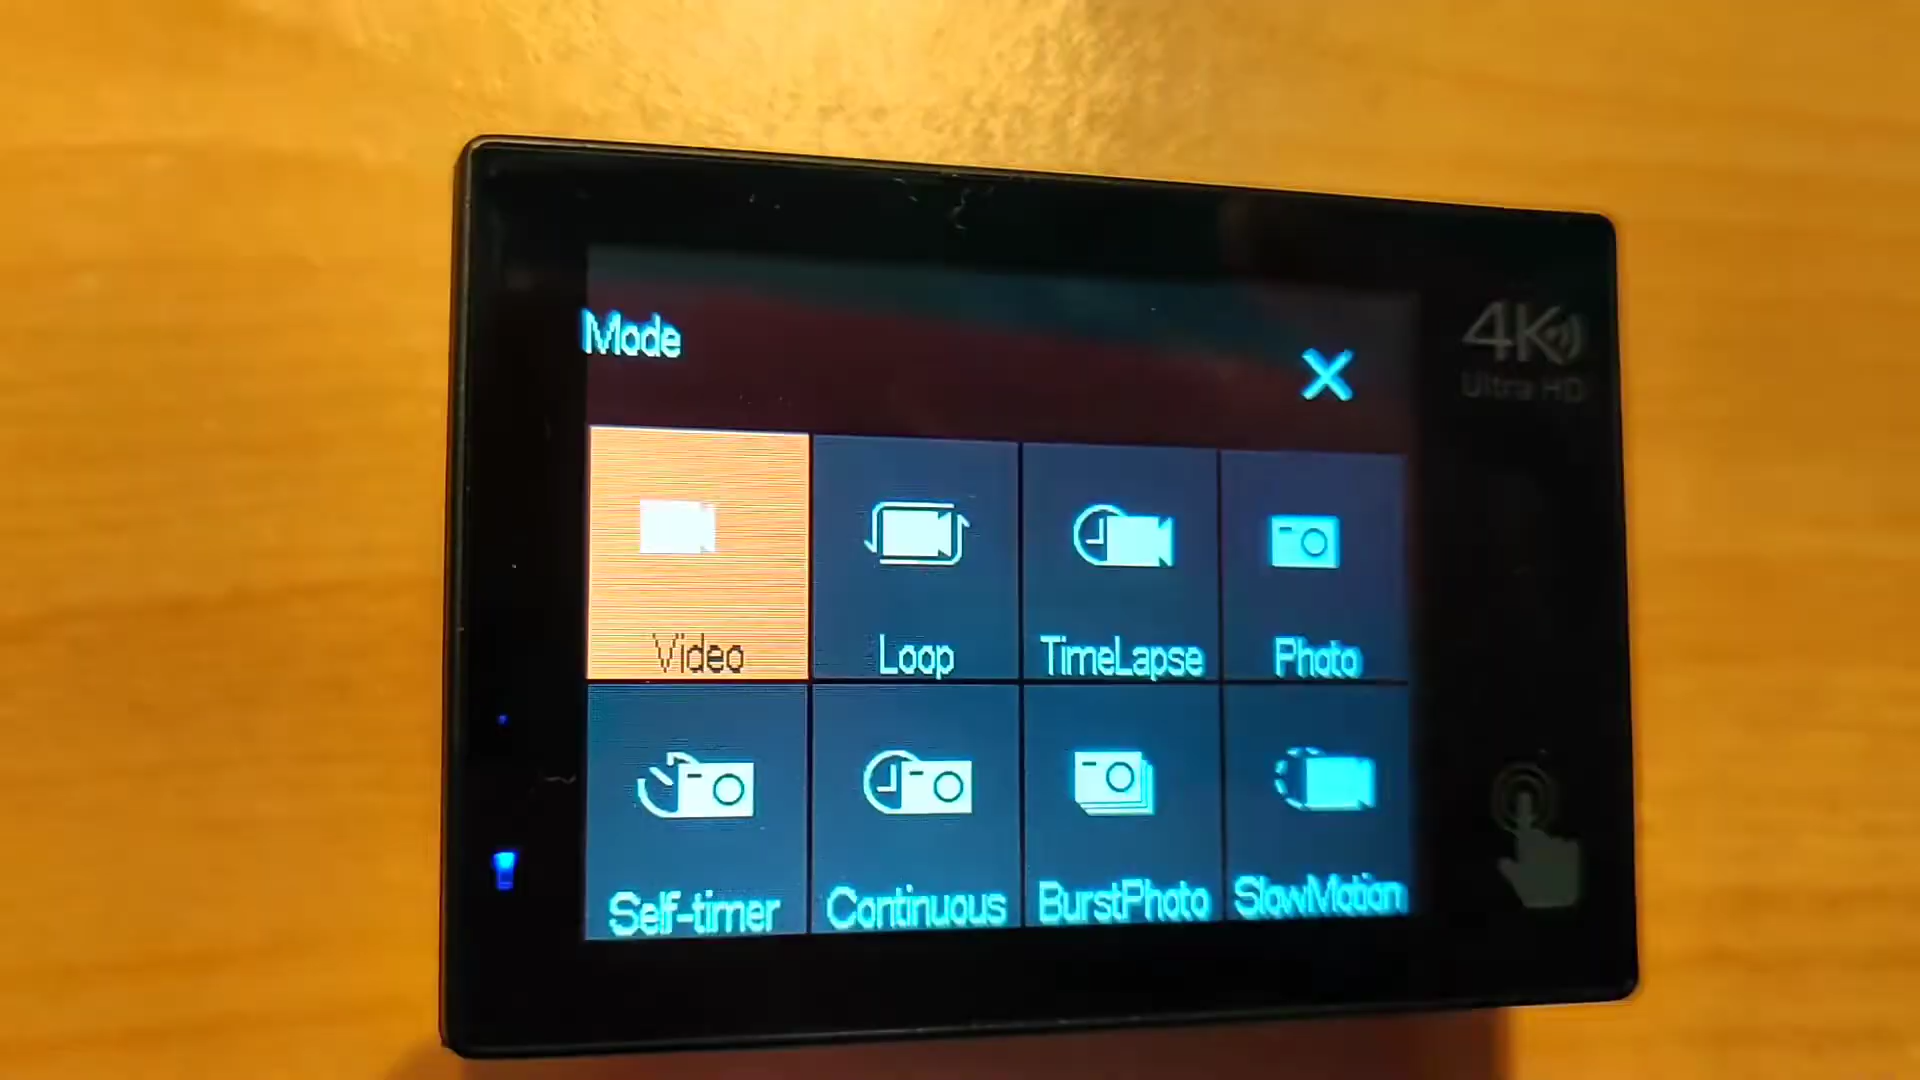 Mode
4K
Ultra HD
Video
Loop
TimeLapse
Photo
Self-timer
Continuous
BurstPhoto
SlowMotion